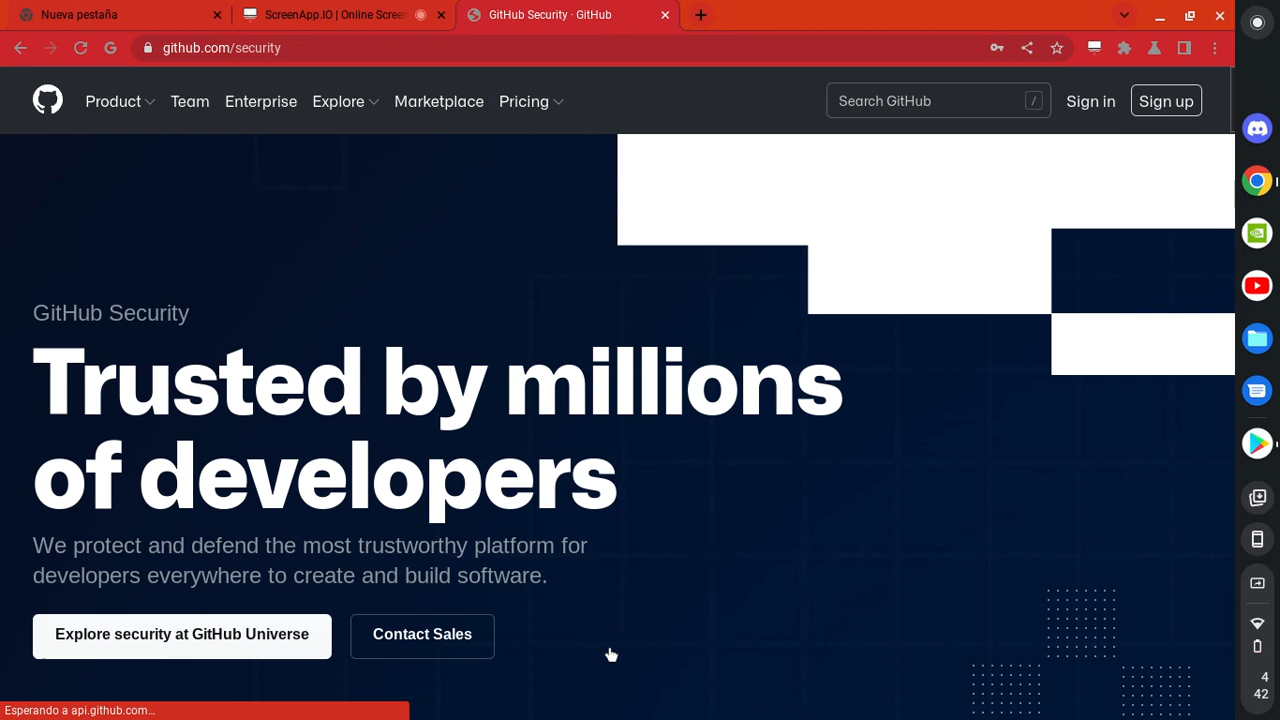 Nueva pestaña
ScreenApp.IO | Online Screen
GitHub Security · GitHub
github.com/security
Product
Team
Enterprise
Explore
Marketplace
Pricing
Search GitHub
/
Sign in
Sign up
GitHub Security
Trusted by millions
of developers
We protect and defend the most trustworthy platform for
developers everywhere to create and build software.
Explore security at GitHub Universe
Contact Sales
Esperando a api.github.com…
4
42